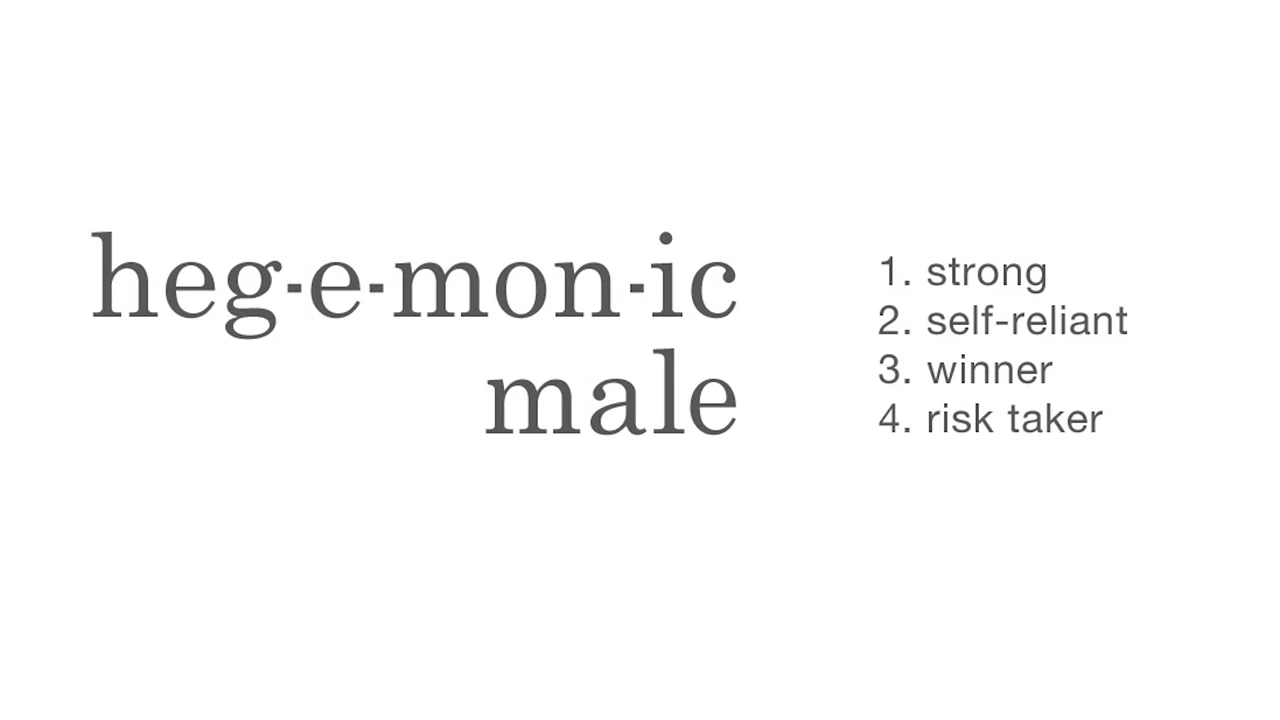 heg·e·mon·ic
male
1. strong
2. self-reliant
3. winner
4. risk taker